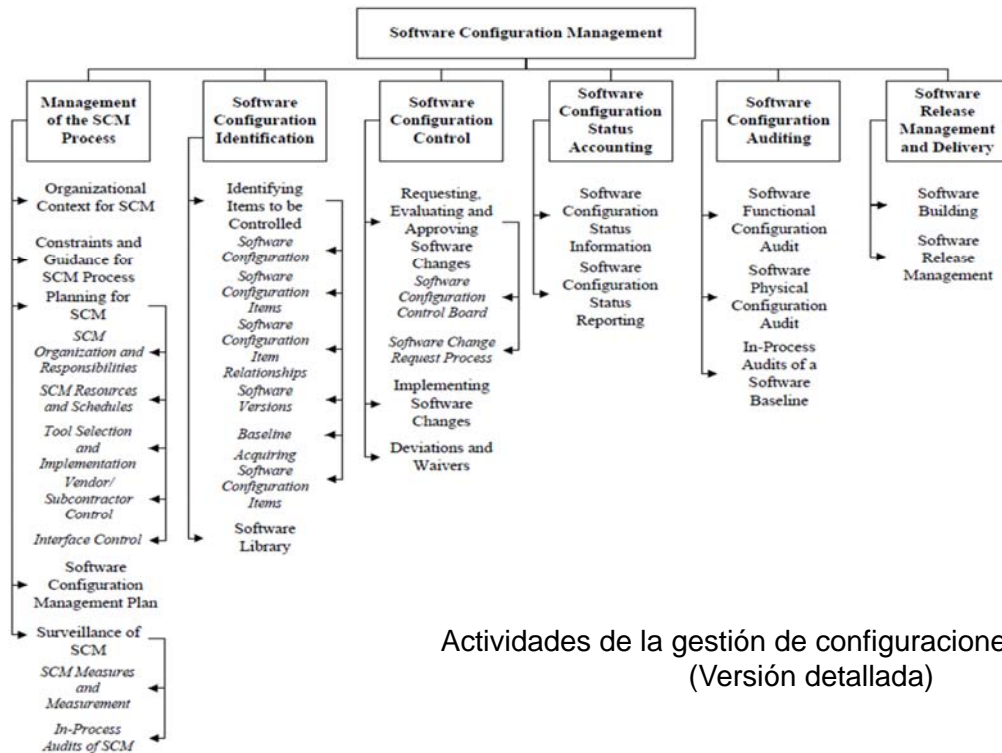 Software Configuration Management
Management
of the SCM
Process
Organizational
Context for SCM
Constraints and
Guidance for
SCM Process
Planning for
SCM
SCM
Organization and
Responsibilities
SCM Resources
and Schedules
Tool Selection
and
Implementation
Vendor/
Subcontractor
Control
Interface Control
Software
Configuration
Management Plan
Surveillance of
SCM
SCM Measures
and
Measurement
In-Process
Audits of SCM
Software
Configuration
Identification
Identifying
Items to be
Controlled
Software
Configuration
Software
Configuration
Items
Software
Configuration
Item
Relationships
Software
Versions
Baseline
Acquiring
Software
Configuration
Items
Software
Library
Software
Configuration
Control
Requesting,
Evaluating and
Approving
Software
Changes
Software
Configuration
Control Board
Software Change
Request Process
Implementing
Software
Changes
Deviations and
Waivers
Software
Configuration
Status
Accounting
Software
Configuration
Status
Information
Software
Configuration
Status
Reporting
Software
Configuration
Auditing
Software
Functional
Configuration
Audit
Software
Physical
Configuration
Audit
In-Process
Audits of a
Software
Baseline
Software
Release
Management
and Delivery
Software
Building
Software
Release
Management
Actividades de la gestión de configuracione
(Versión detallada)